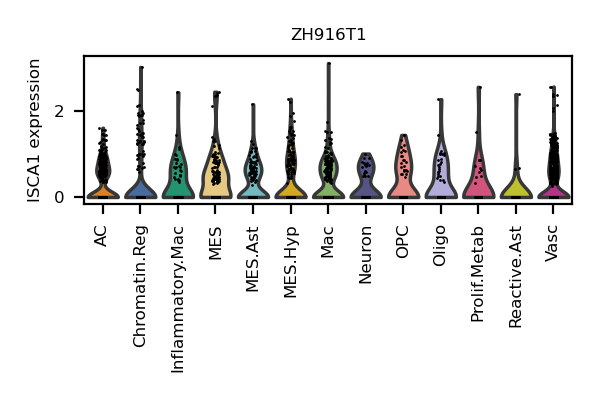 ZH916T1
ISCA1 expression
2
0
AC
Chromatin.Reg
Inflammatory.Mac
MES
MES.Ast
MES.Hyp
Mac
Neuron
OPC
Oligo
Prolif.Metab
Reactive.Ast
Vasc